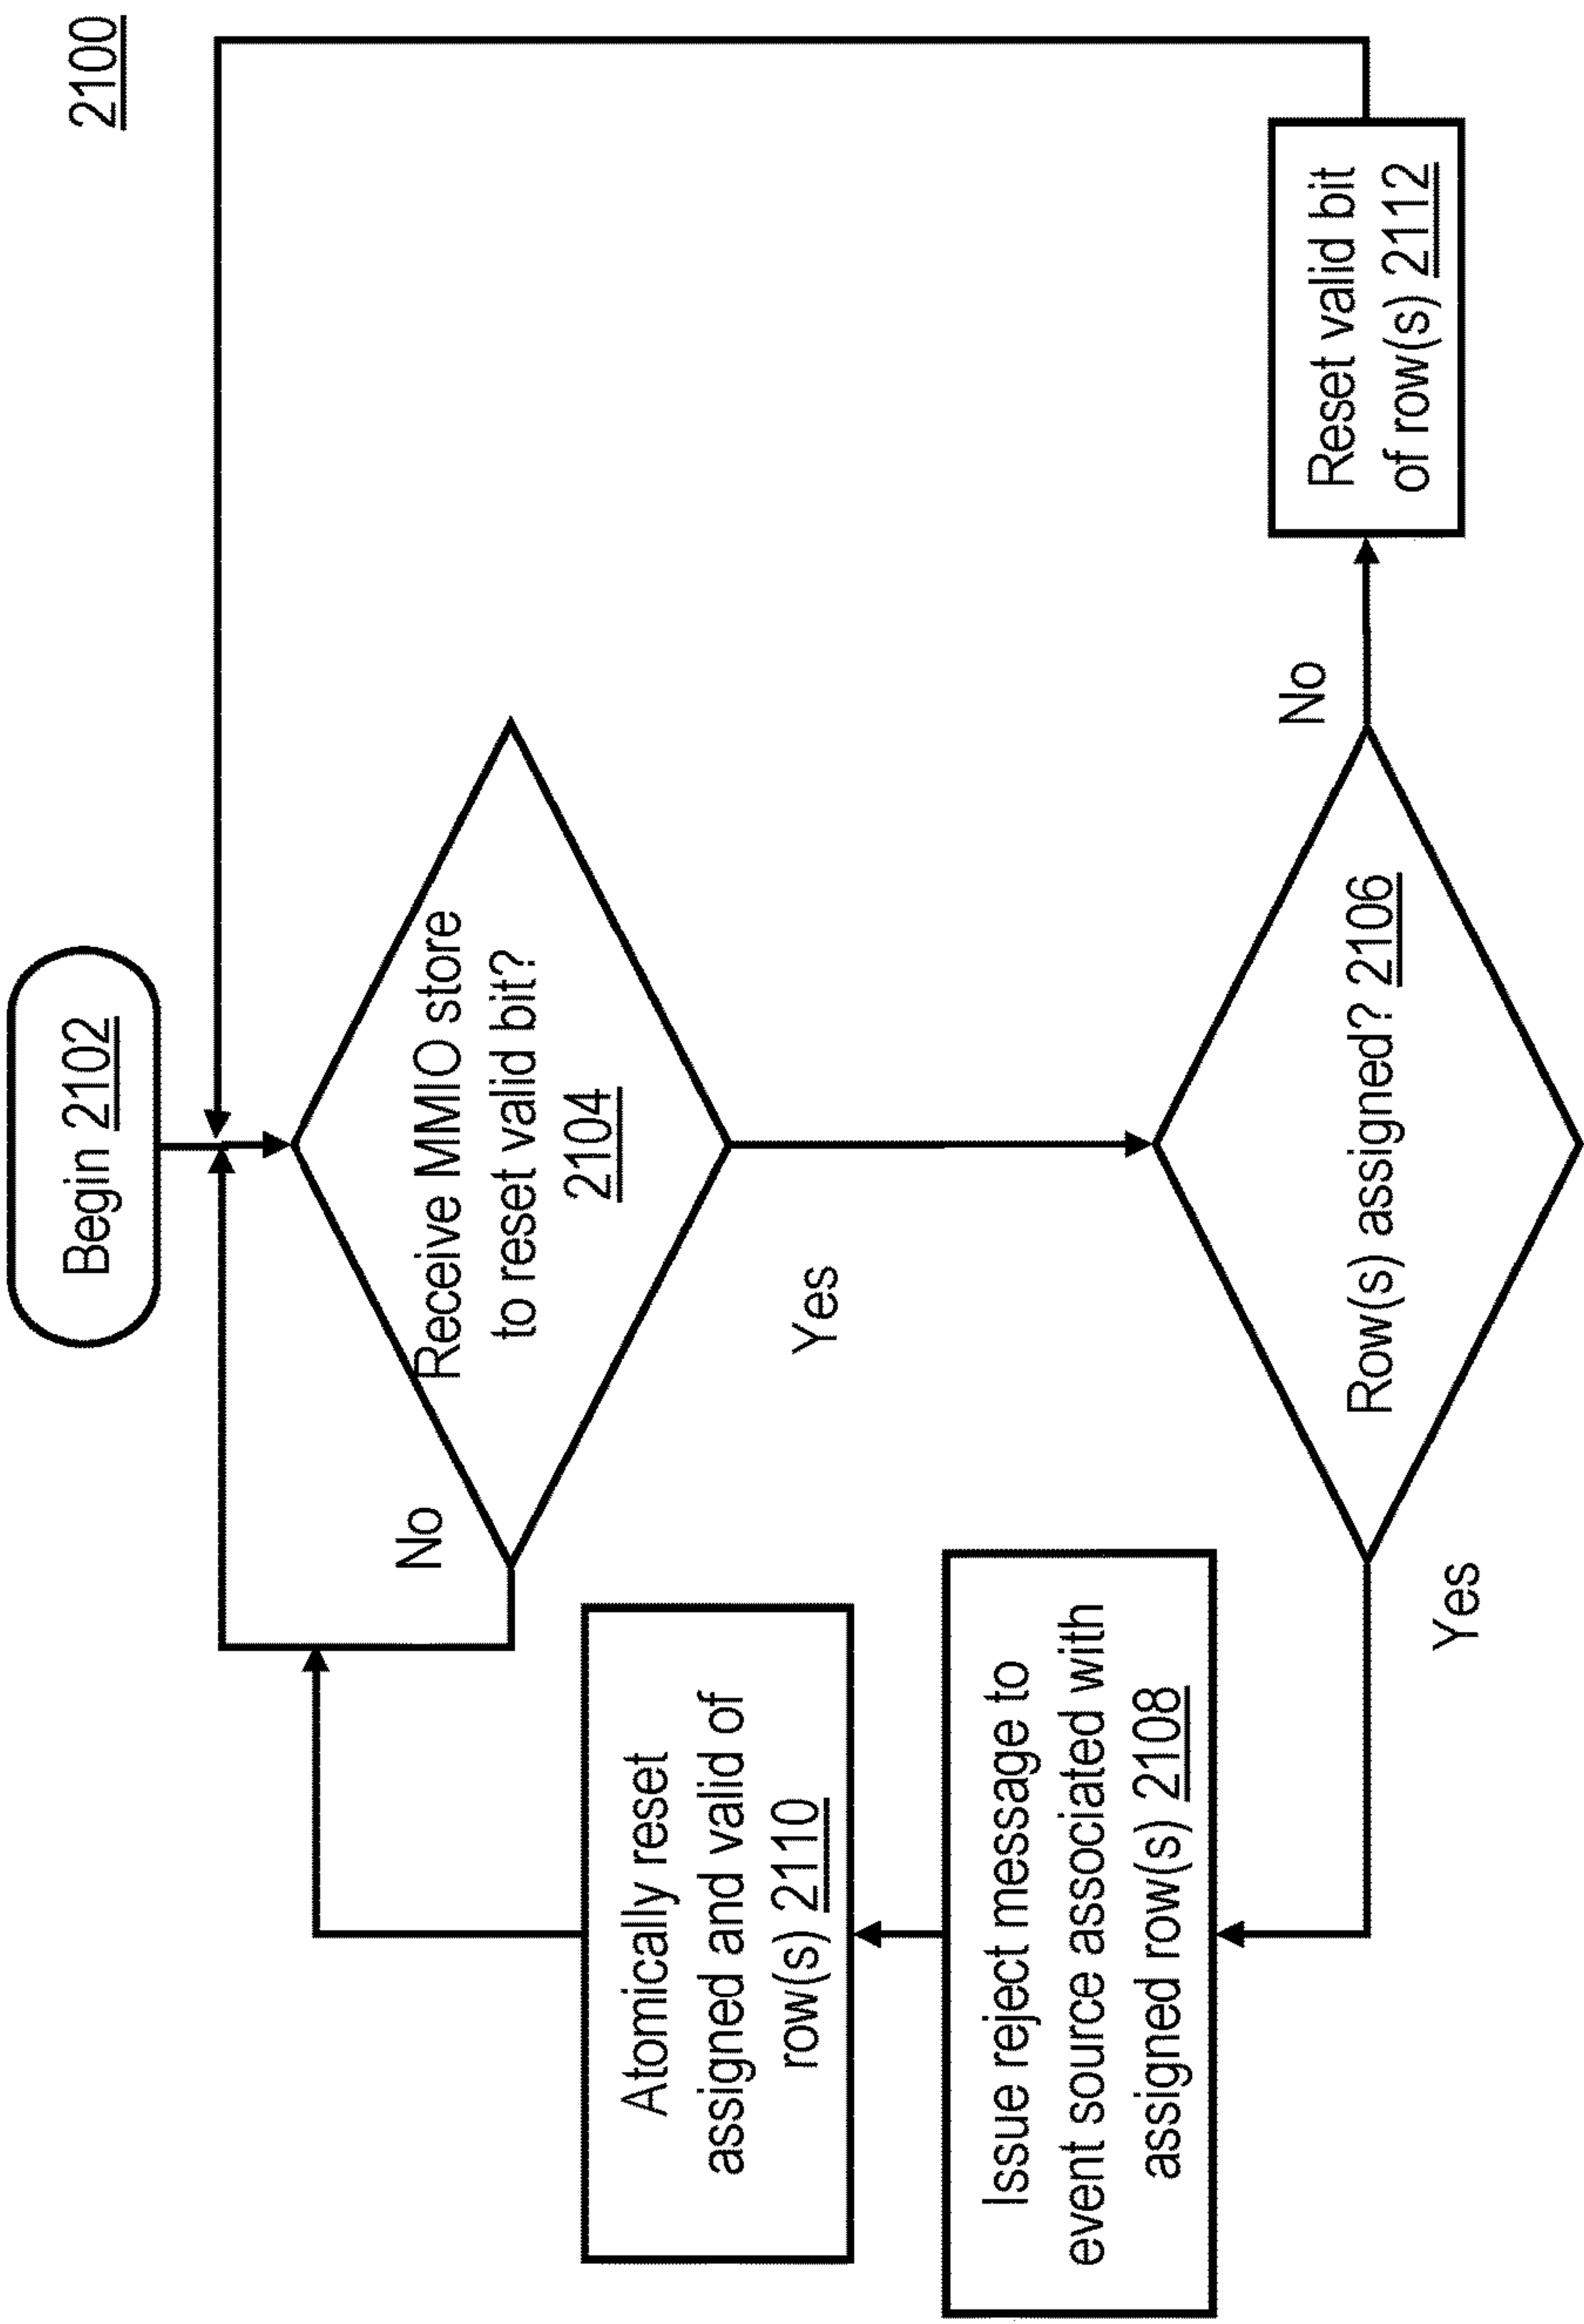 2100
Begin 2102
Receive MMIO store
to reset valid bit?
2104
No
Yes
Atomically reset
assigned and valid of
row(s) 2110
Issue reject message to
event source associated with
assigned row(s) 2108
Row(s) assigned? 2106
Yes
No
Reset valid bit
of row(s) 2112